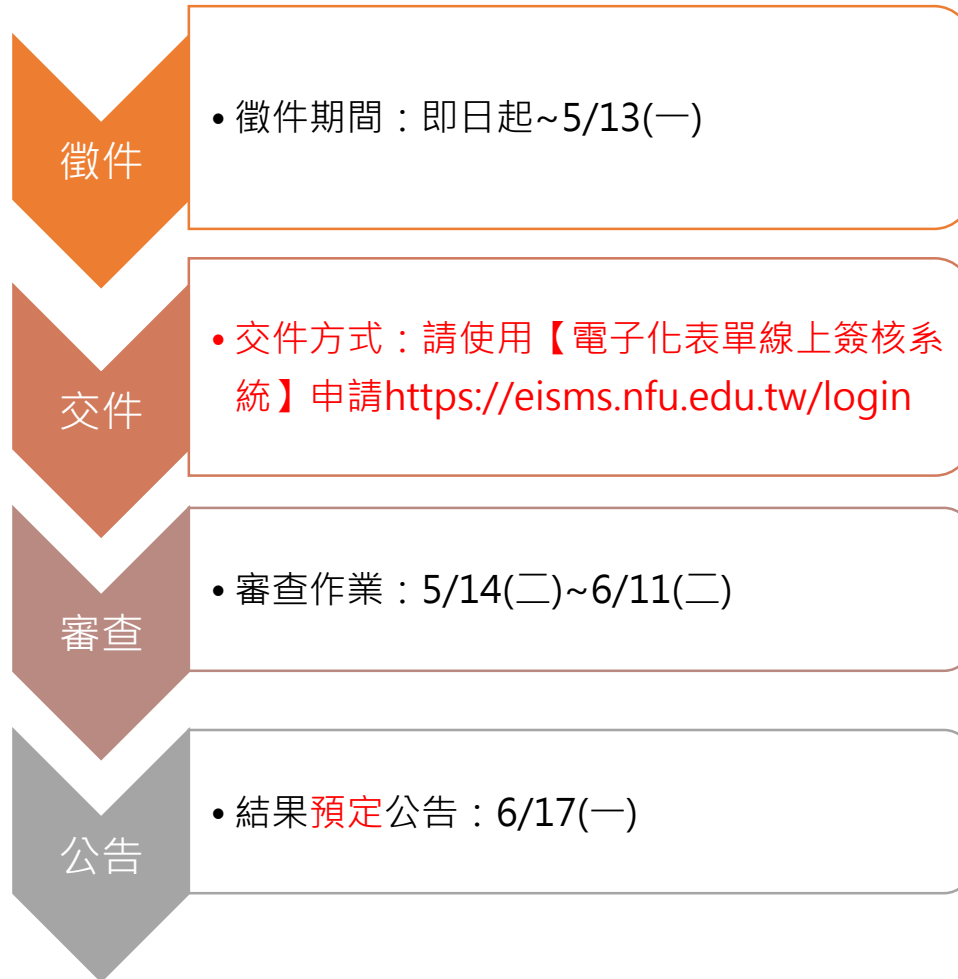 徵件
• 徵件期間：即日起~5/13(一)
交件
• 交件方式：請使用【電子化表單線上簽核系
統】申請https://eisms.nfu.edu.tw/login
審查
• 審查作業：5/14(二)~6/11(二)
公告
• 結果預定公告：6/17(一)